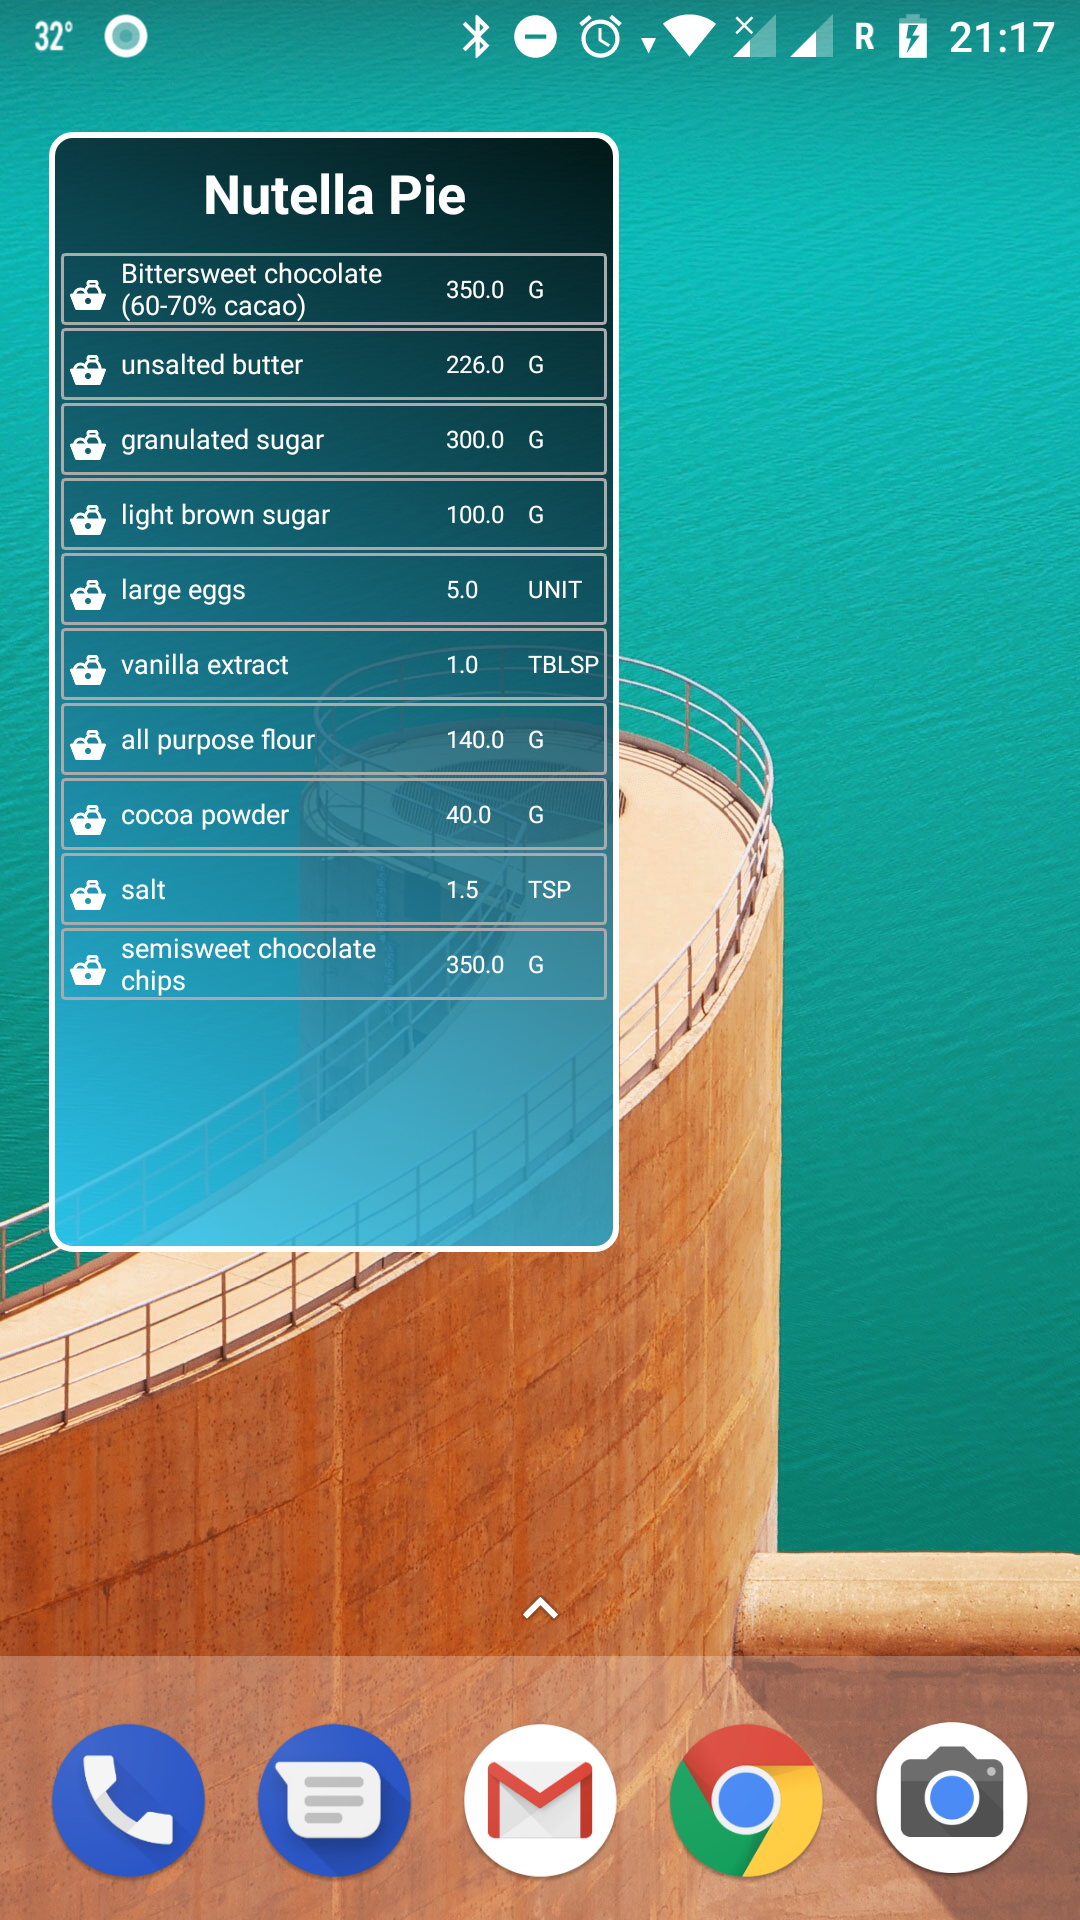 32° R 21:17
Nutella Pie
Bittersweet chocolate
(60-70% cacao) 350.0 G
unsalted butter 226.0 G
granulated sugar 300.0 G
light brown sugar 100.0 G
large eggs 5.0 UNIT
vanilla extract 1.0 TBLSP
all purpose flour 140.0 G
cocoa powder 40.0 G
salt 1.5 TSP
semisweet chocolate
chips 350.0 G